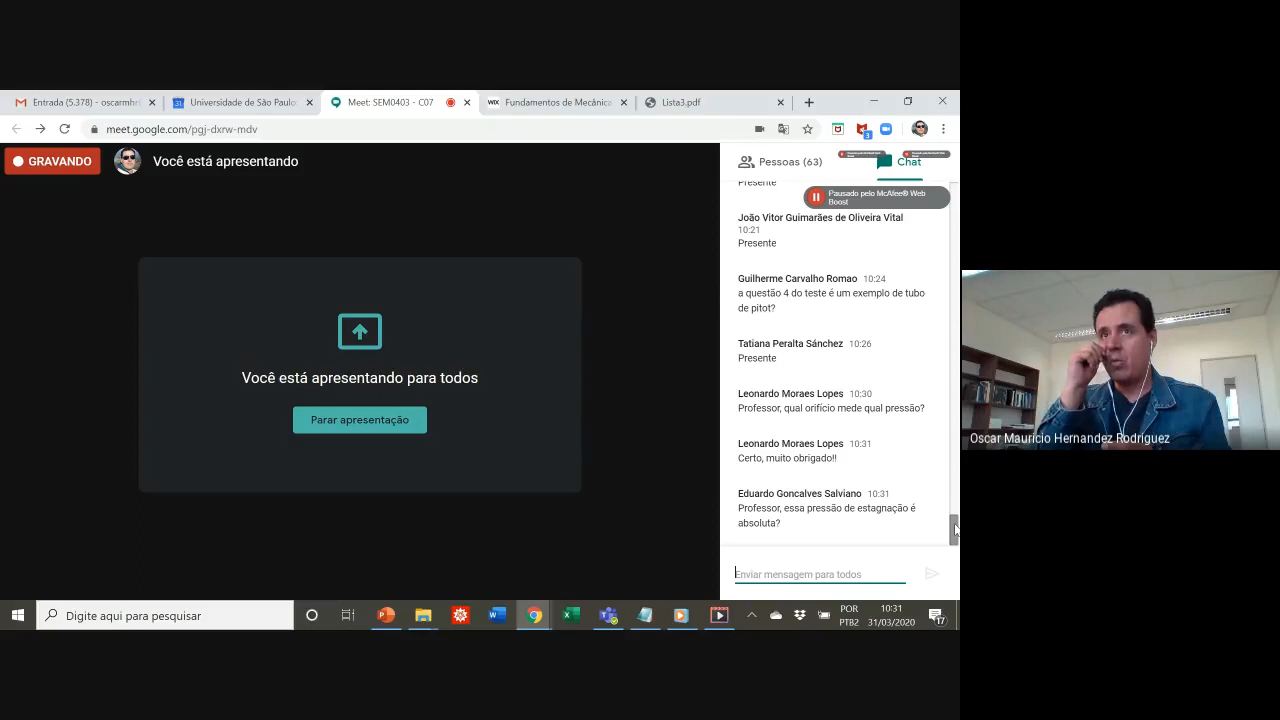 Entrada (5.378) - oscarmhr
Universidade de São Paulo
Meet: SEM0403 - C07
WIX
Fundamentos de Mecânica
Lista3.pdf
meet.google.com/pgj-dxrw-mdv
3
GRAVANDO
Você está apresentando
Pessoas (63)
Chat
Presente
Pausado pelo McAfee® Web
Boost
João Vitor Guimarães de Oliveira Vital
10:21
Presente
Guilherme Carvalho Romao 10:24
a questão 4 do teste é um exemplo de tubo
de pitot?
Tatiana Peralta Sánchez 10:26
Presente
Leonardo Moraes Lopes 10:30
Professor, qual orifício mede qual pressão?
Leonardo Moraes Lopes 10:31
Certo, muito obrigado!!
Eduardo Goncalves Salviano 10:31
Professor, essa pressão de estagnação é
absoluta?
Enviar mensagem para todos
Você está apresentando para todos
Parar apresentação
Oscar Mauricio Hernandez Rodriguez
Digite aqui para pesquisar
POR
PTB2
10:31
31/03/2020
17